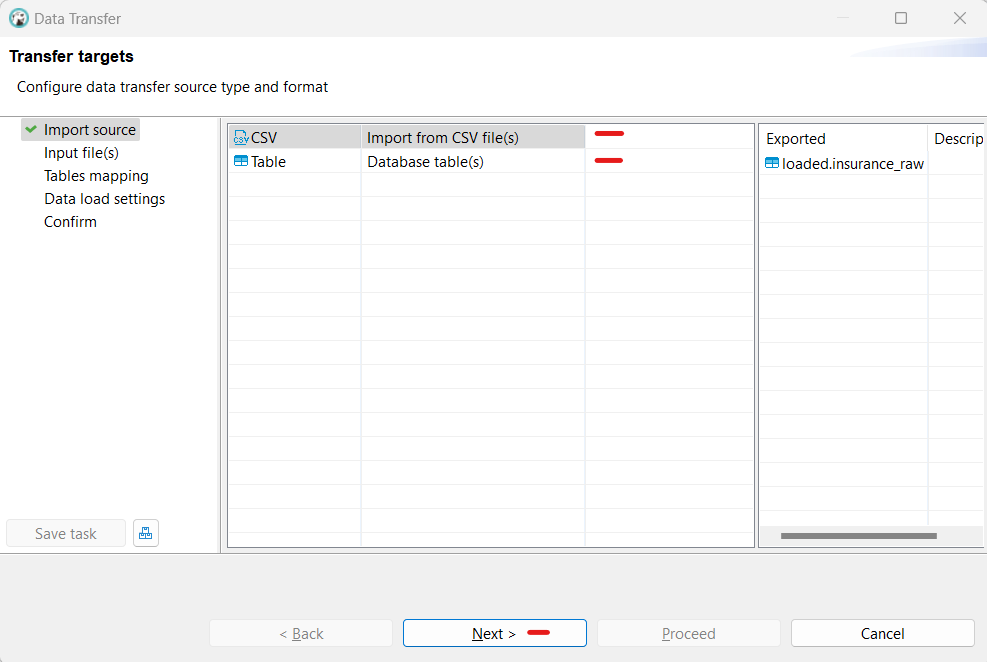 Data Transfer
Transfer targets
Configure data transfer source type and format
Import source
Input file(s)
Tables mapping
Data load settings
Confirm
CSV Import from CSV file(s)
Table Database table(s)
Exported Descrip
loaded.insurance_raw
Save task
< Back Next > Proceed Cancel